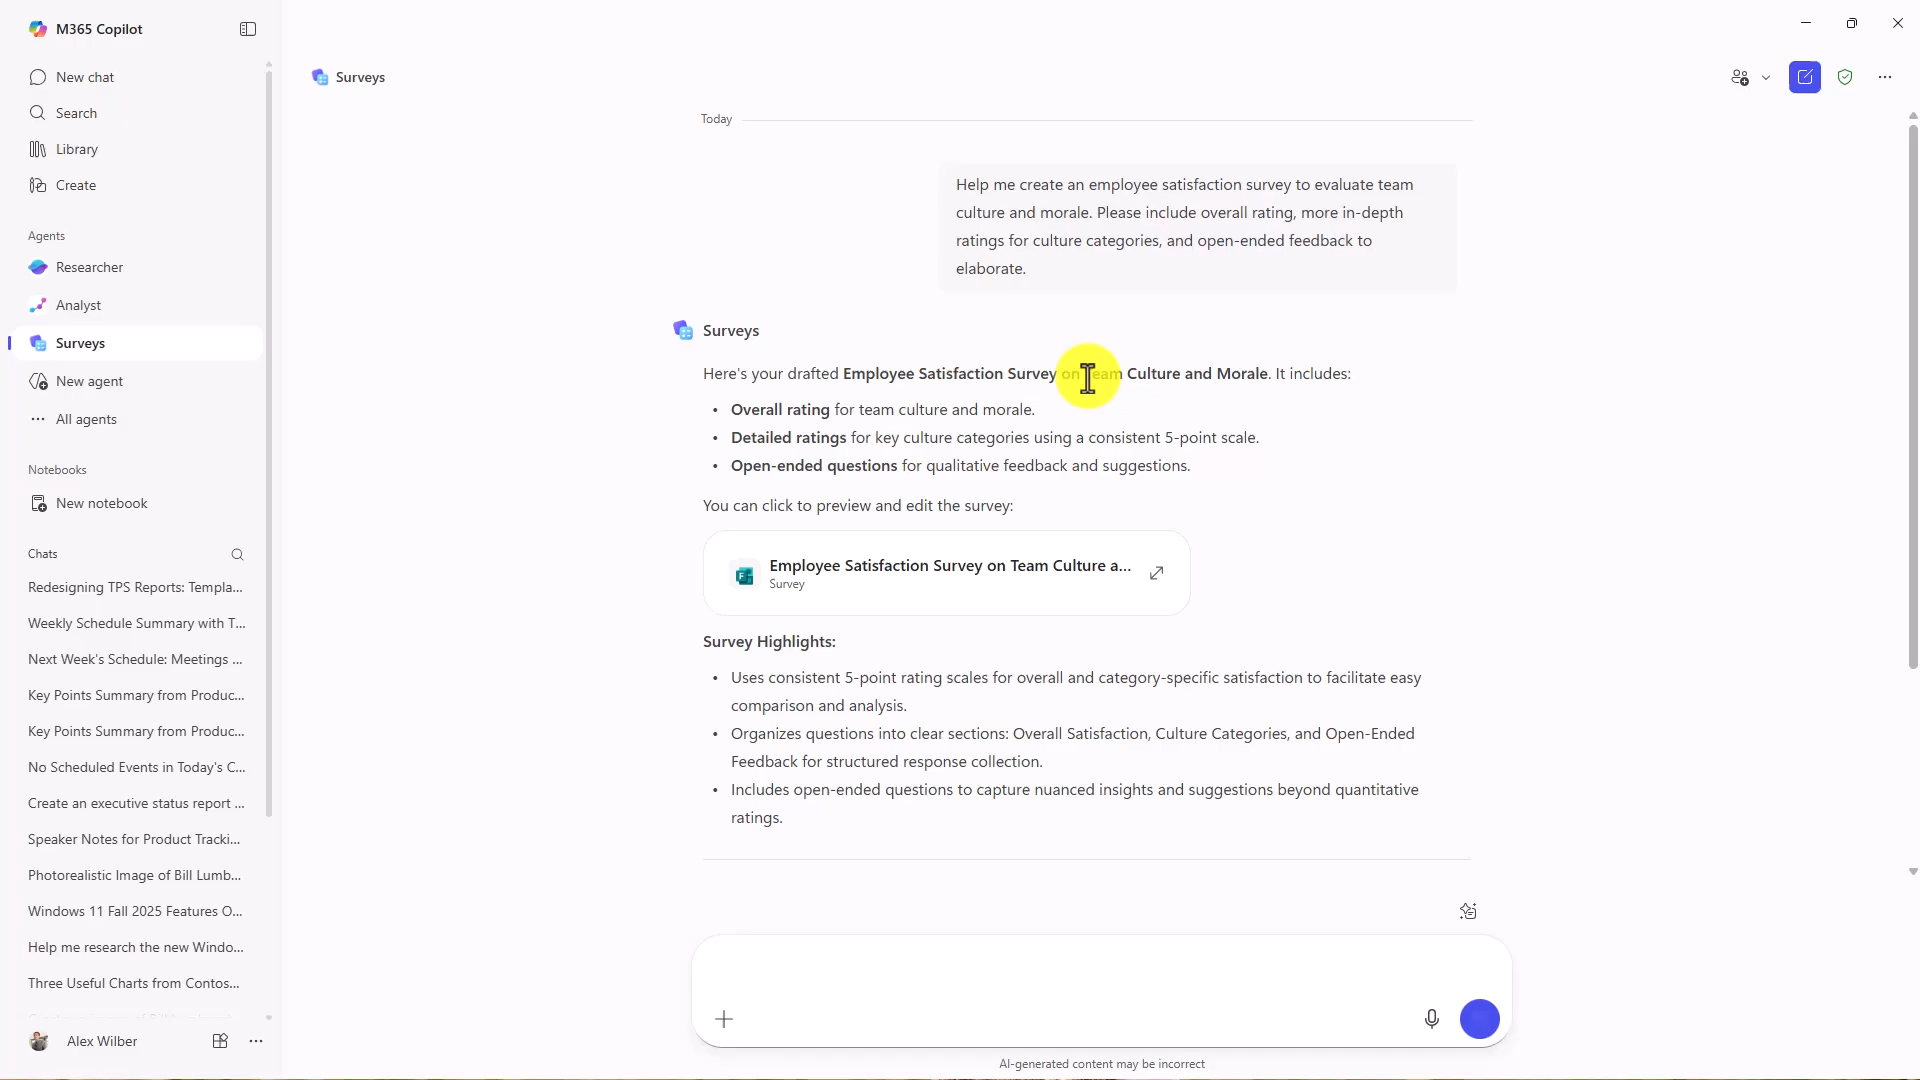 M365 Copilot
New chat
Search
Library
Create
Agents
Researcher
Analyst
Surveys
New agent
All agents
Notebooks
New notebook
Chats
Redesigning TPS Reports: Templa...
Weekly Schedule Summary with T...
Next Week's Schedule: Meetings ...
Key Points Summary from Produc...
Key Points Summary from Produc...
No Scheduled Events in Today's C...
Create an executive status report ...
Speaker Notes for Product Tracki...
Photorealistic Image of Bill Lumb...
Windows 11 Fall 2025 Features O...
Help me research the new Windo...
Three Useful Charts from Contos...
Alex Wilber
Surveys
Today
Help me create an employee satisfaction survey to evaluate team
culture and morale. Please include overall rating, more in-depth
ratings for culture categories, and open-ended feedback to
elaborate.
Surveys
Here's your drafted Employee Satisfaction Survey on Team Culture and Morale. It includes:
• Overall rating for team culture and morale.
• Detailed ratings for key culture categories using a consistent 5-point scale.
• Open-ended questions for qualitative feedback and suggestions.
You can click to preview and edit the survey:
Employee Satisfaction Survey on Team Culture a...
Survey
Survey Highlights:
• Uses consistent 5-point rating scales for overall and category-specific satisfaction to facilitate easy
comparison and analysis.
• Organizes questions into clear sections: Overall Satisfaction, Culture Categories, and Open-Ended
Feedback for structured response collection.
• Includes open-ended questions to capture nuanced insights and suggestions beyond quantitative
ratings.
AI-generated content may be incorrect